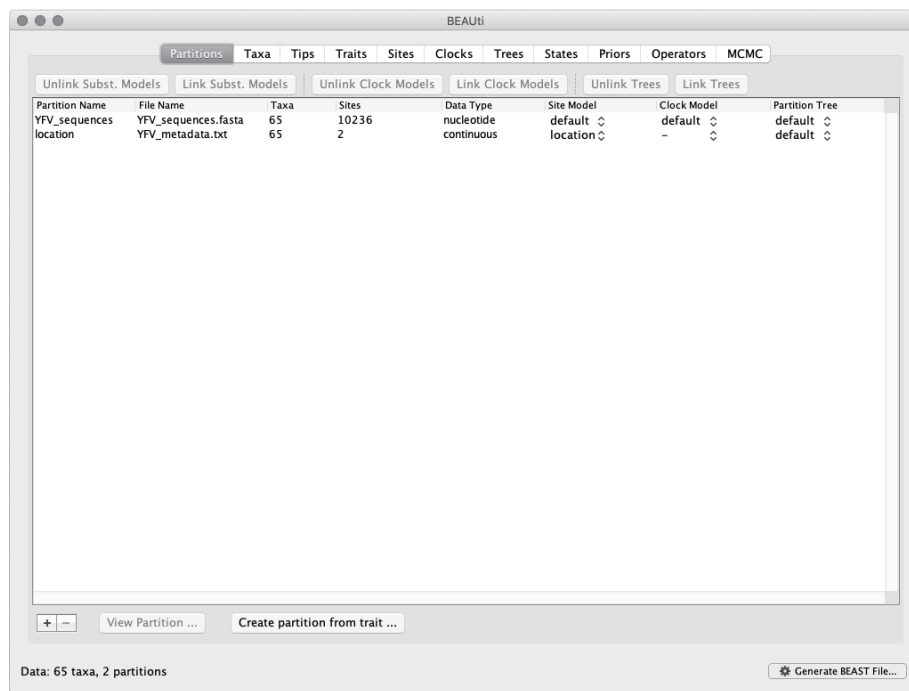 BEAUti
Partitions Taxa Tips Traits Sites Clocks Trees States Priors Operators MCMC
Unlink Subst. Models Link Subst. Models Unlink Clock Models Link Clock Models Unlink Trees Link Trees
Partition Name File Name Taxa Sites Data Type Site Model Clock Model Partition Tree
YFV_sequences YFV_sequences.fasta 65 10236 nucleotide default default default
location YFV_metadata.txt 65 2 continuous location - default
+ - View Partition ... Create partition from trait ...
Data: 65 taxa, 2 partitions Generate BEAST File...